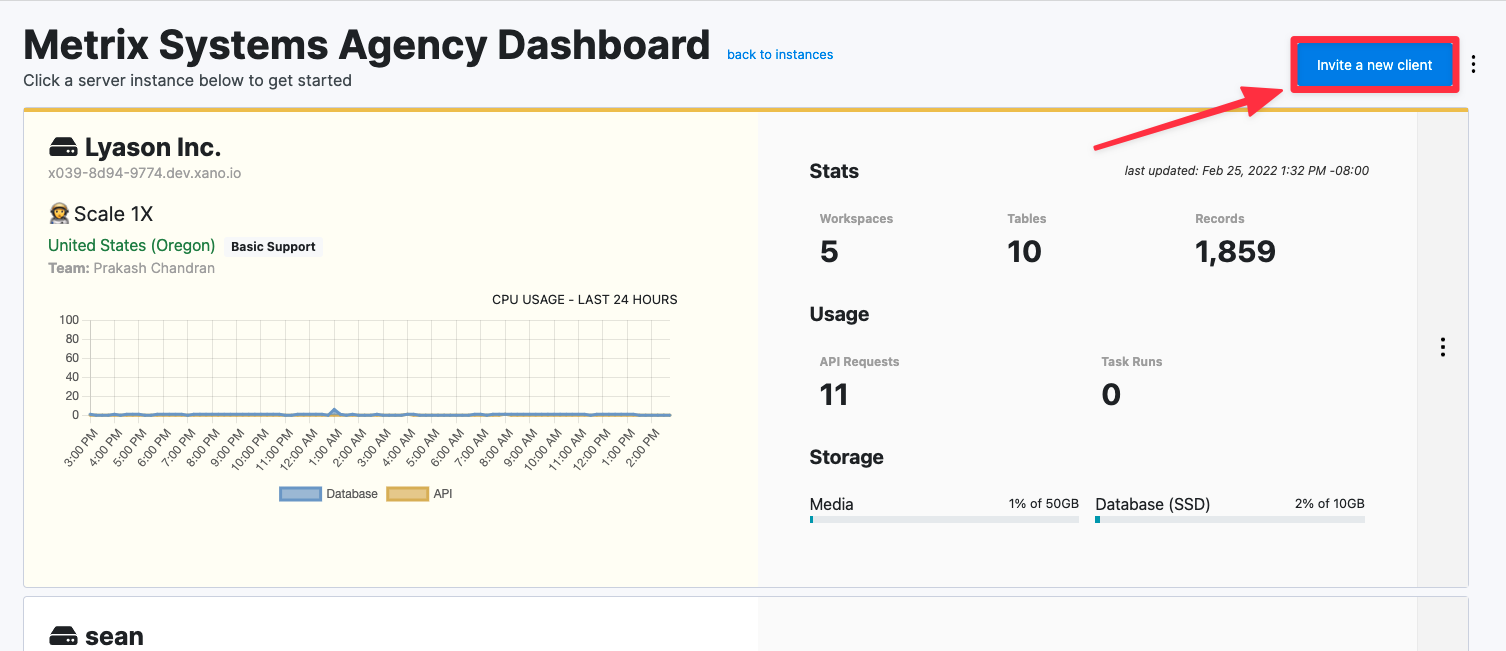 Metrix Systems Agency Dashboard back to instances
Invite a new client
Click a server instance below to get started
Lyason Inc.
x039-8d94-9774.dev.xano.io
Scale 1X
United States (Oregon) Basic Support
Team: Prakash Chandran
CPU USAGE - LAST 24 HOURS
100
80
60
40
20
0
3:00 PM 4:00 PM 5:00 PM 6:00 PM 7:00 PM 8:00 PM 9:00 PM 10:00 PM 11:00 PM 12:00 AM 1:00 AM 2:00 AM 3:00 AM 4:00 AM 5:00 AM 6:00 AM 7:00 AM 8:00 AM 9:00 AM 10:00 AM 11:00 AM 12:00 PM 1:00 PM 2:00 PM
Database API
Stats last updated: Feb 25, 2022 1:32 PM -08:00
Workspaces Tables Records
5 10 1,859
Usage
API Requests Task Runs
11 0
Storage
Media 1% of 50GB Database (SSD) 2% of 10GB
sean